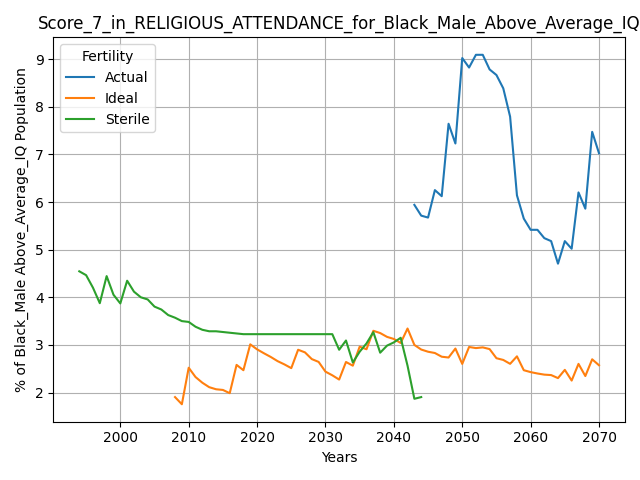 Score_7_in_RELIGIOUS_ATTENDANCE_for_Black_Male_Above_Average_IQ
Fertility
Actual
Ideal
Sterile
% of Black_Male Above_Average_IQ Population
9
8
7
6
5
4
3
2
2000
2010
2020
2030
2040
2050
2060
2070
Years